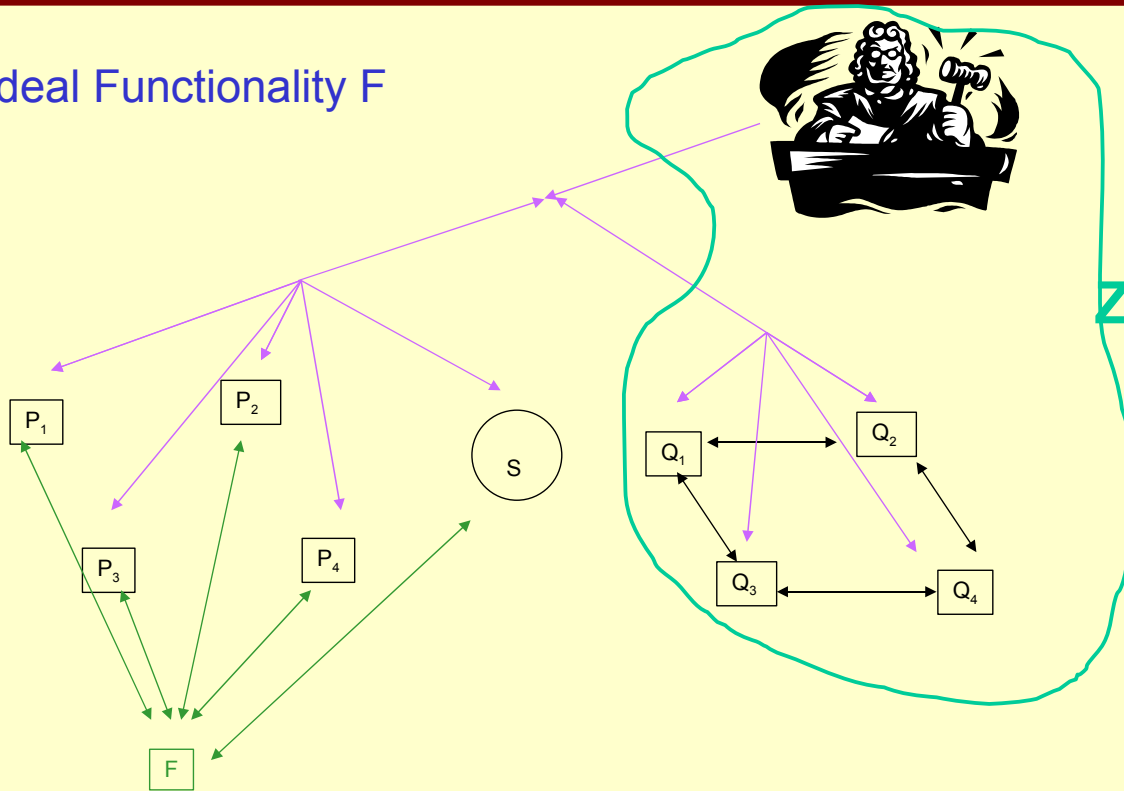 deal Functionality F
Z
P₁
P₂
S
Q₁
Q₂
P₃
P₄
Q₃
Q₄
F